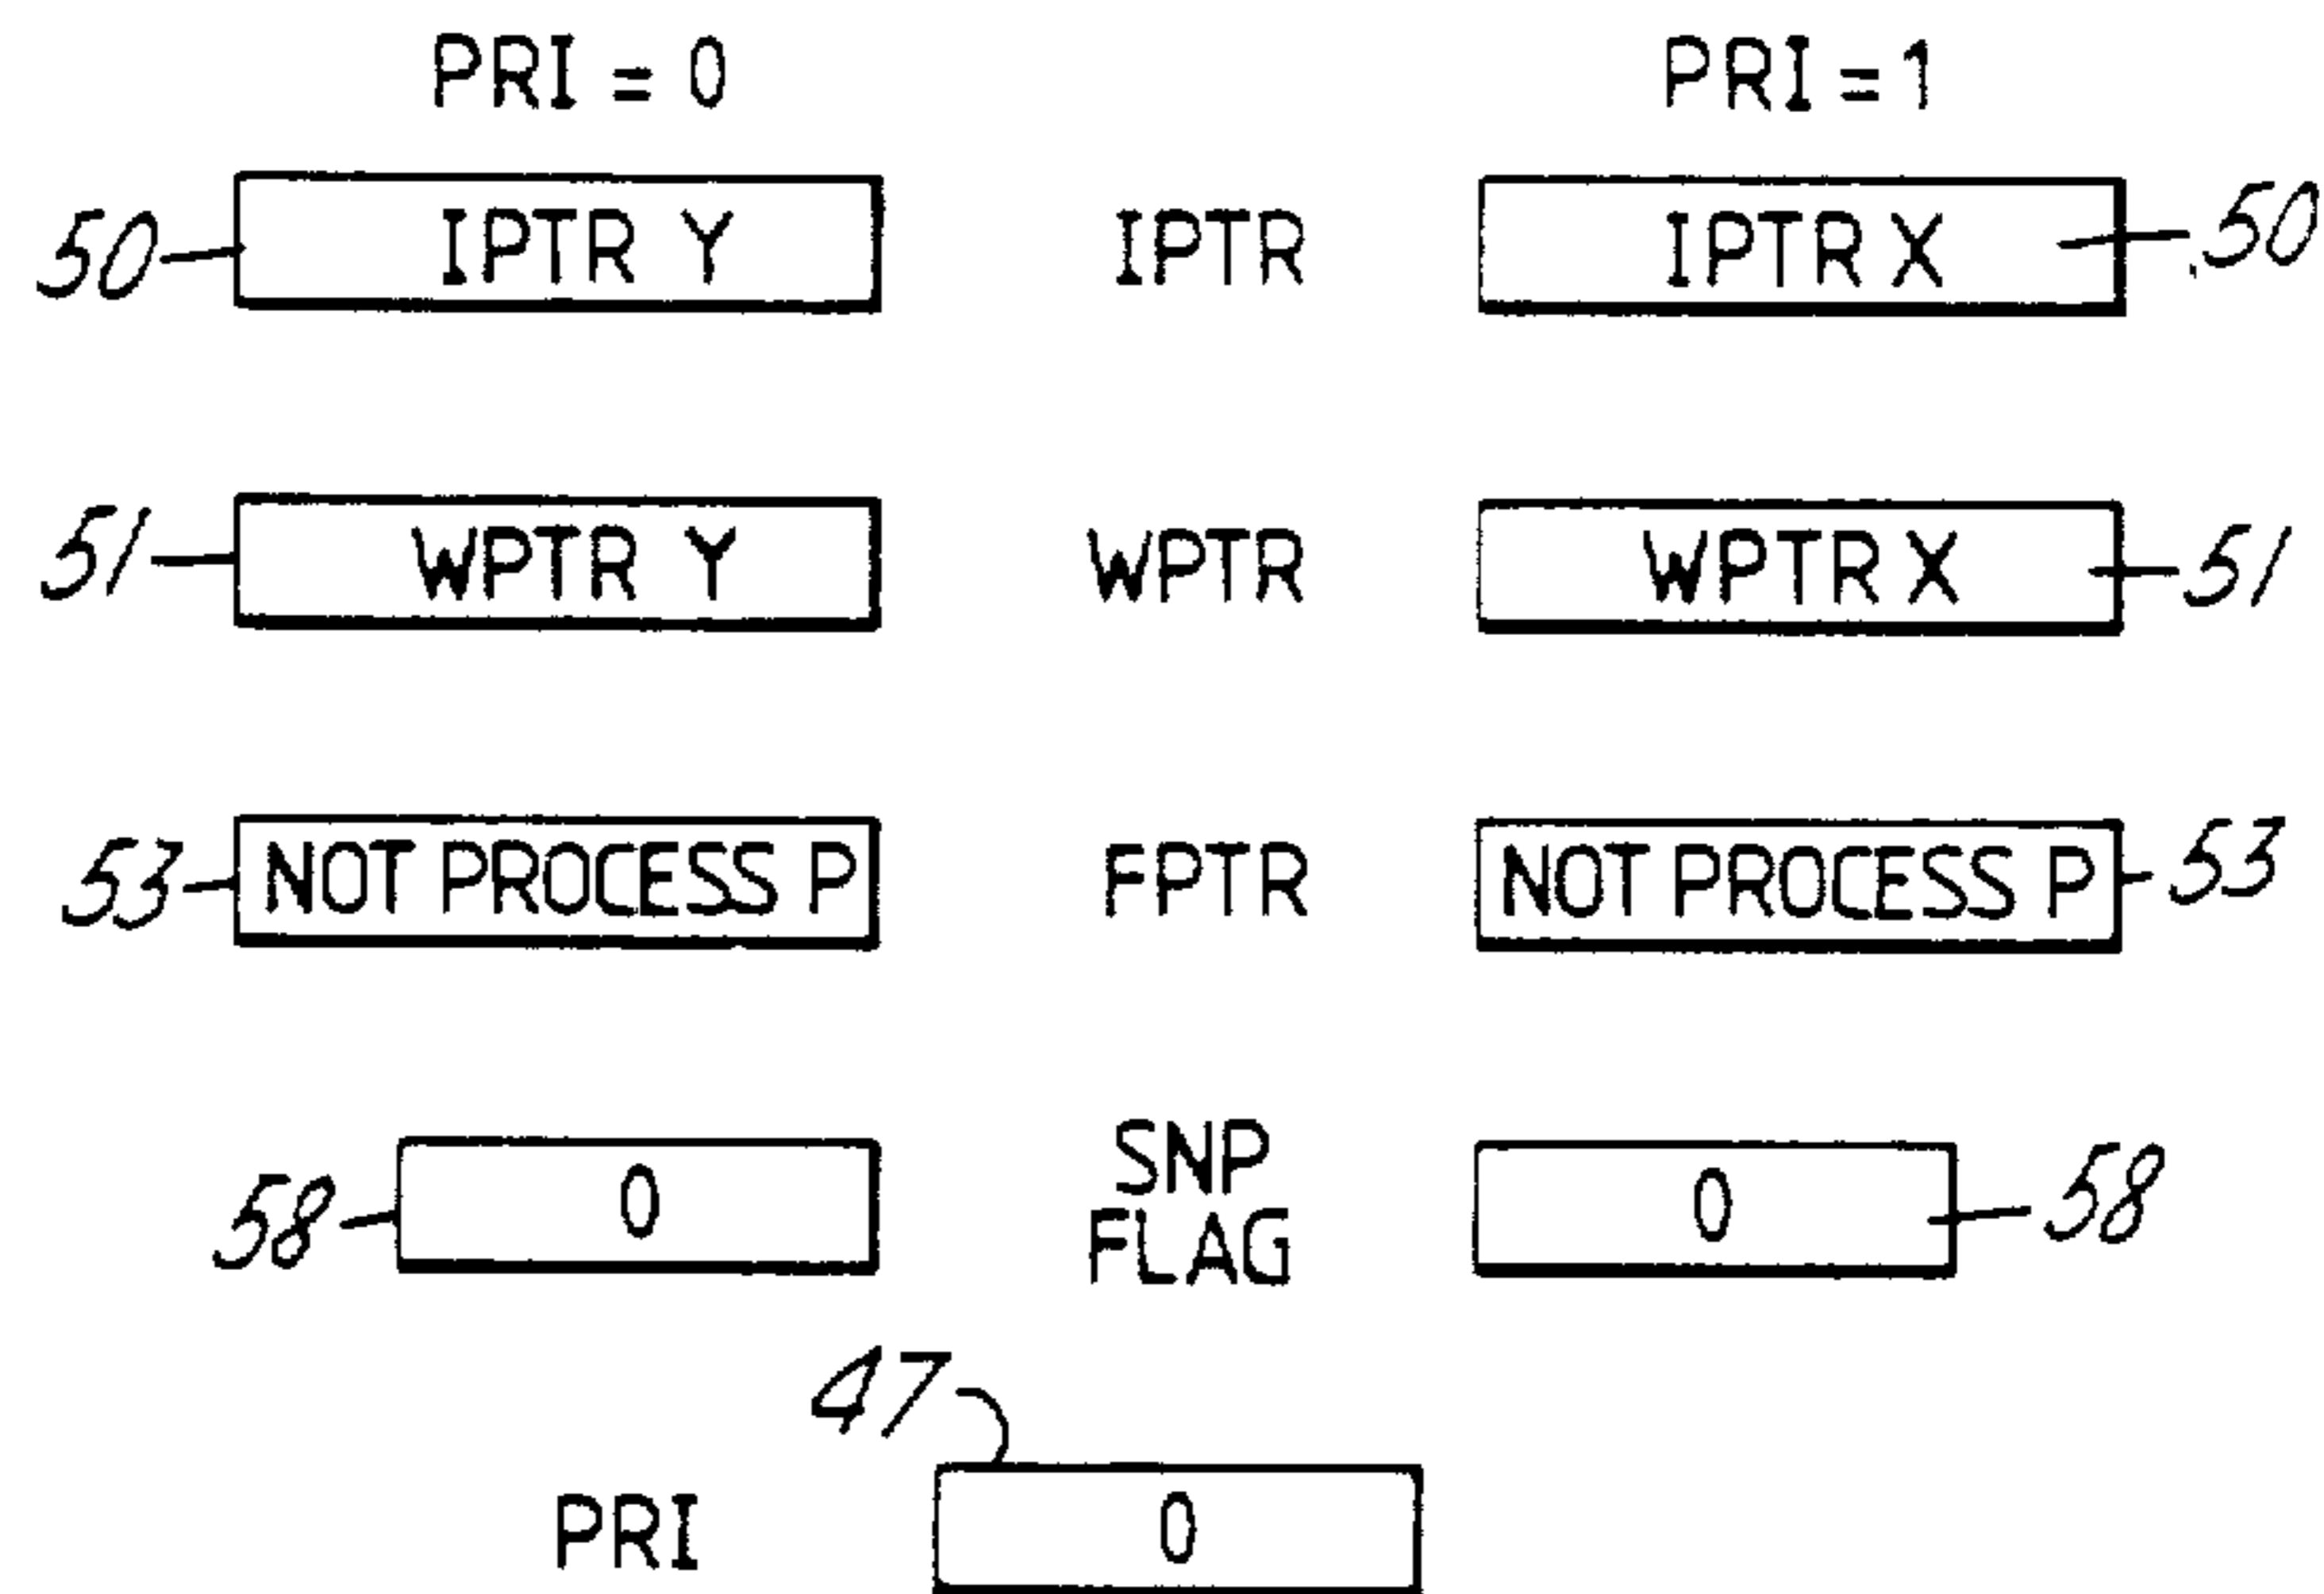 PRI = 0 PRI = 1
50 IPTR Y IPTR IPTR X 50
51 WPTR Y WPTR WPTR X 51
53 NOT PROCESS P FPTR NOT PROCESS P 53
58 0 SNP FLAG 0 58
47
PRI 0